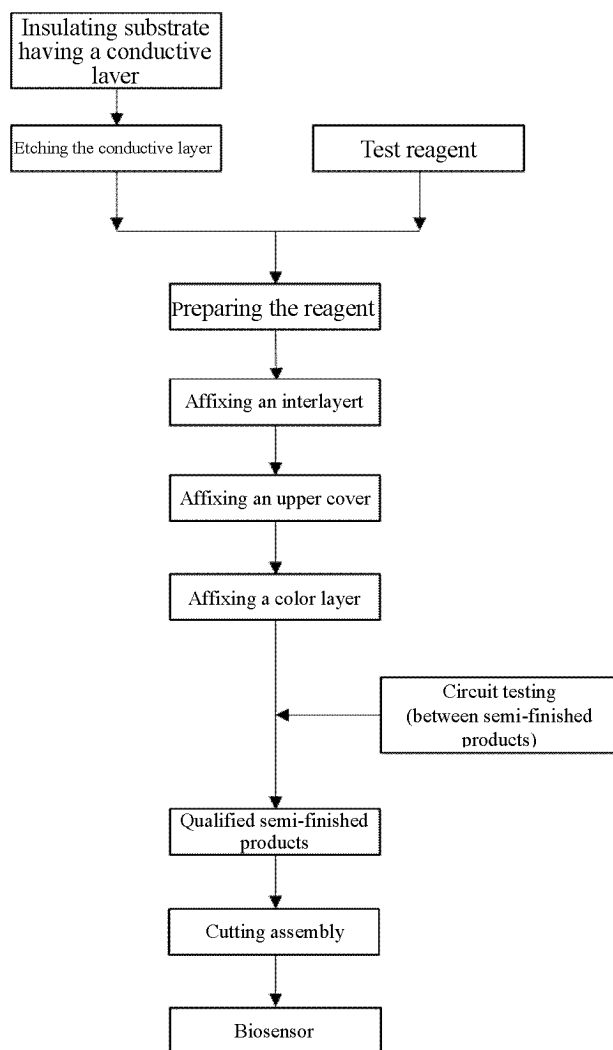 Insulating substrate
having a conductive
layer
Etching the conductive layer
Test reagent
Preparing the reagent
Affixing an interlayert
Affixing an upper cover
Affixing a color layer
Circuit testing
(between semi-finished
products)
Qualified semi-finished
products
Cutting assembly
Biosensor